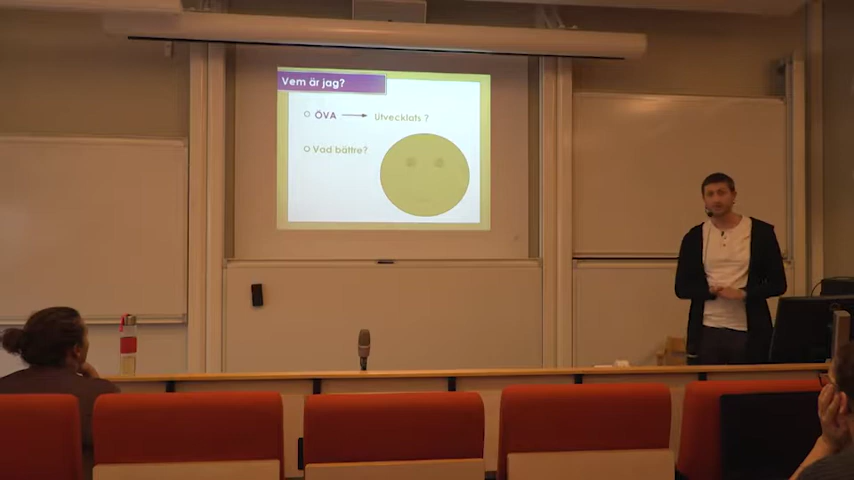 Vem är jag?
ÖVA → Utvecklats ?
Vad bättre?